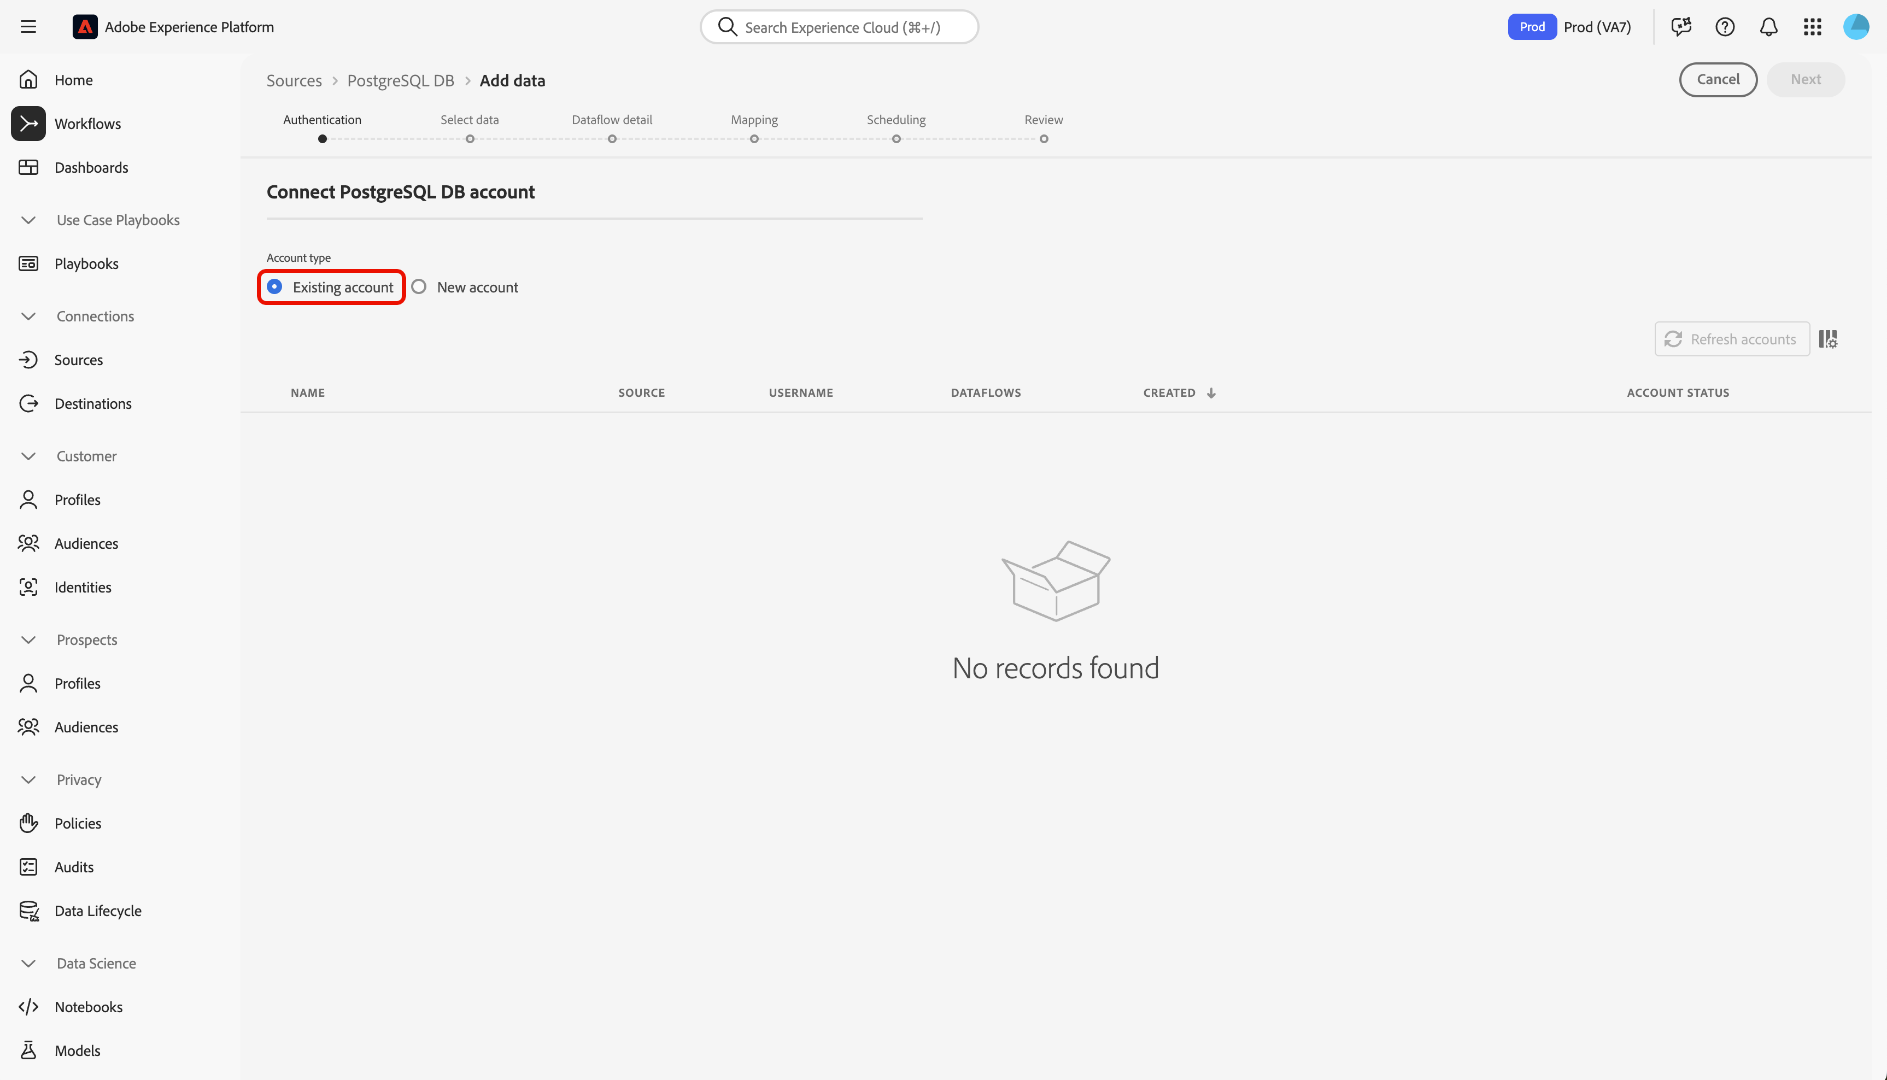 Adobe Experience Platform
Search Experience Cloud (⌘+/)
Prod
Prod (VA7)
Home
Workflows
Dashboards
Use Case Playbooks
Playbooks
Connections
Sources
Destinations
Customer
Profiles
Audiences
Identities
Prospects
Profiles
Audiences
Privacy
Policies
Audits
Data Lifecycle
Data Science
Notebooks
Models
Sources > PostgreSQL DB > Add data
Cancel
Next
Authentication Select data Dataflow detail Mapping Scheduling Review
Connect PostgreSQL DB account
Account type
Existing account New account
Refresh accounts
NAME SOURCE USERNAME DATAFLOWS CREATED ↓ ACCOUNT STATUS
No records found